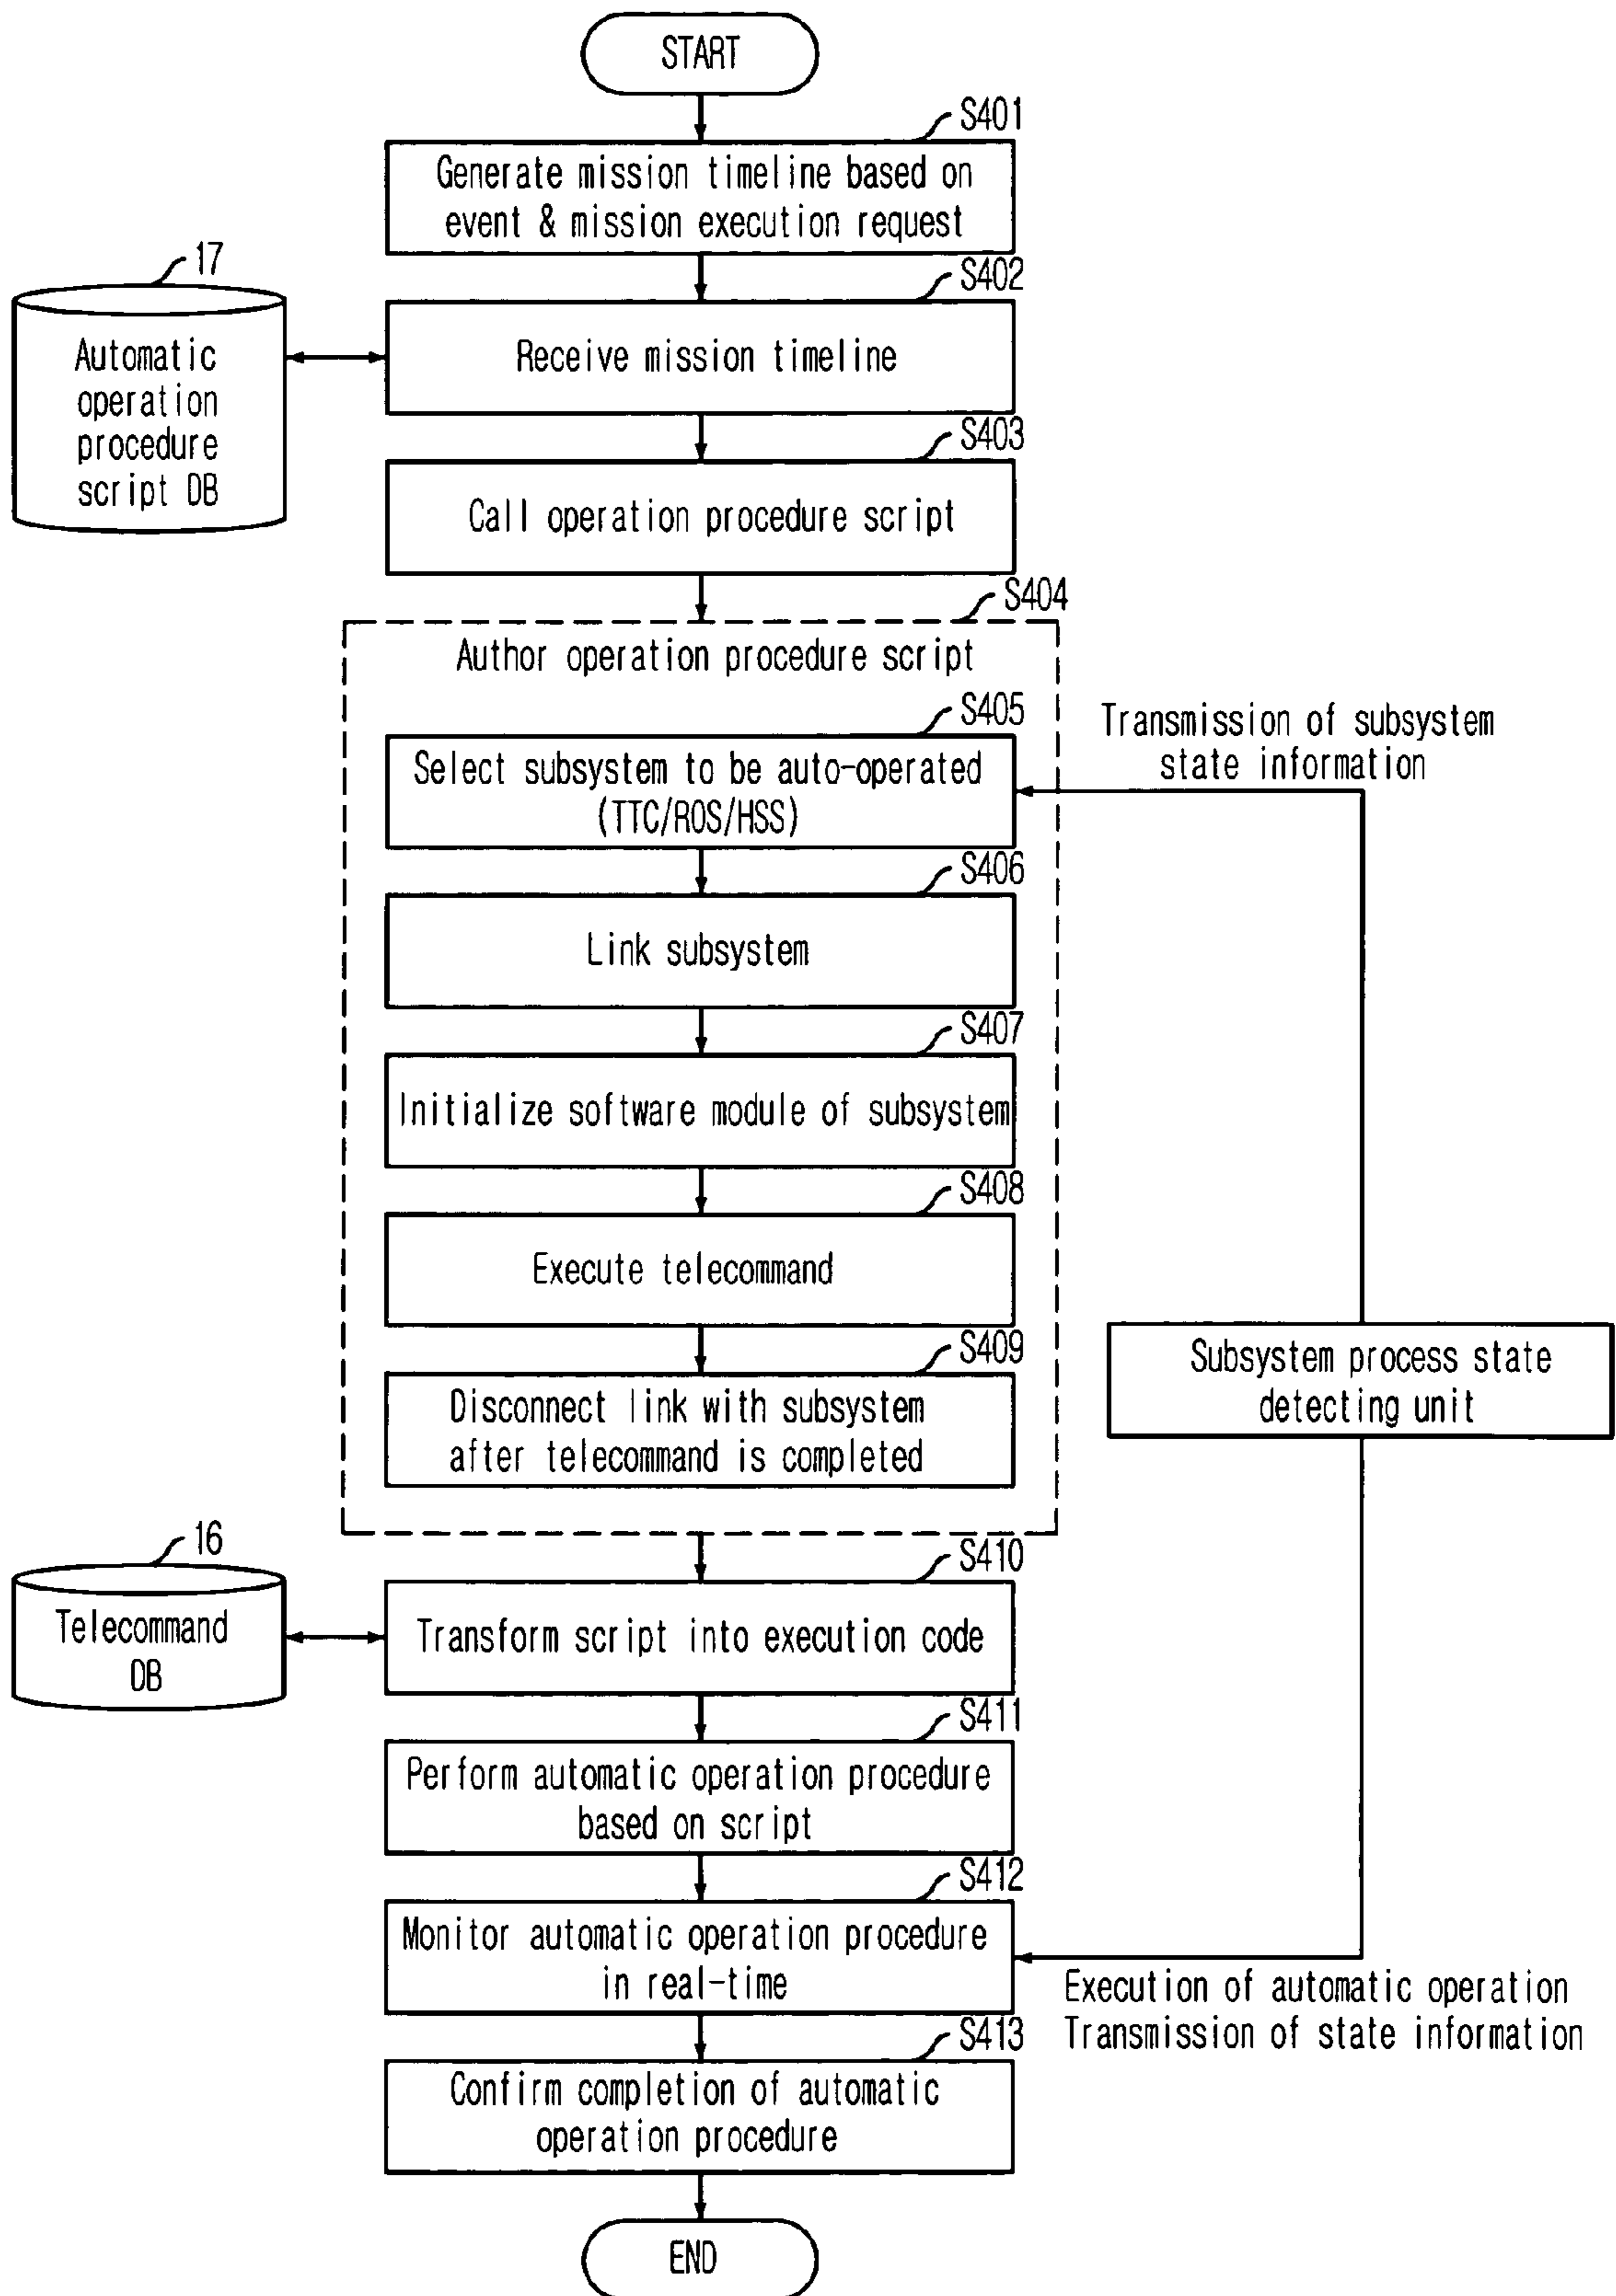 START
S401
Generate mission timeline based on
event & mission execution request
17
S402
Automatic
operation
procedure
script DB
Receive mission timeline
S403
Call operation procedure script
S404
Author operation procedure script
S405
Select subsystem to be auto-operated
(TTC/ROS/HSS)
Transmission of subsystem
state information
S406
Link subsystem
S407
Initialize software module of subsystem
S408
Execute telecommand
S409
Disconnect link with subsystem
after telecommand is completed
Subsystem process state
detecting unit
16
S410
Telecommand
DB
Transform script into execution code
S411
Perform automatic operation procedure
based on script
S412
Monitor automatic operation procedure
in real-time
Execution of automatic operation
Transmission of state information
S413
Confirm completion of automatic
operation procedure
END